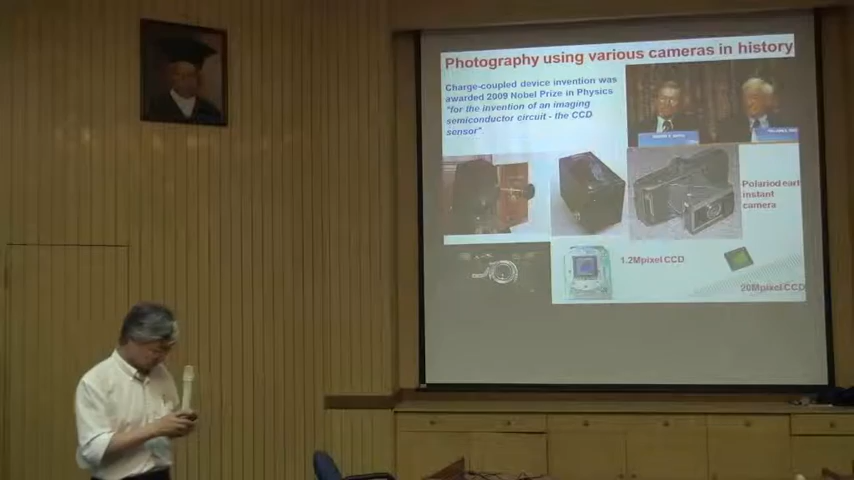 Photography using various cameras in history
Charge-coupled device invention was
awarded 2009 Nobel Prize in Physics
"for the invention of an imaging
semiconductor circuit - the CCD
sensor".
Polariod earl
instant
camera
1.2Mpixel CCD
20Mpixel CCD